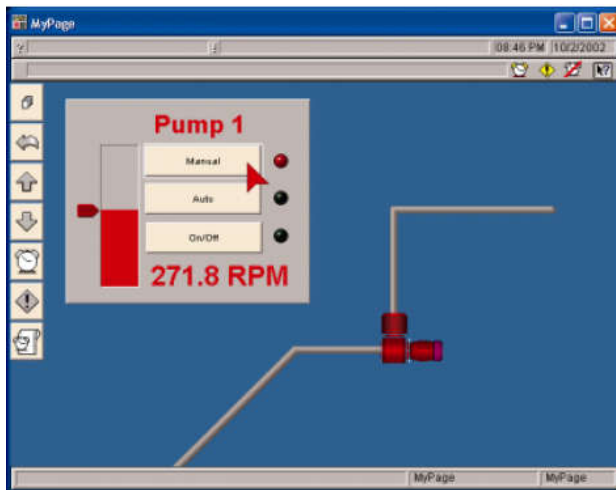 MyPage
08:46 PM 10/2/2002
Pump 1
Manual
Auto
On/Off
271.8 RPM
MyPage MyPage